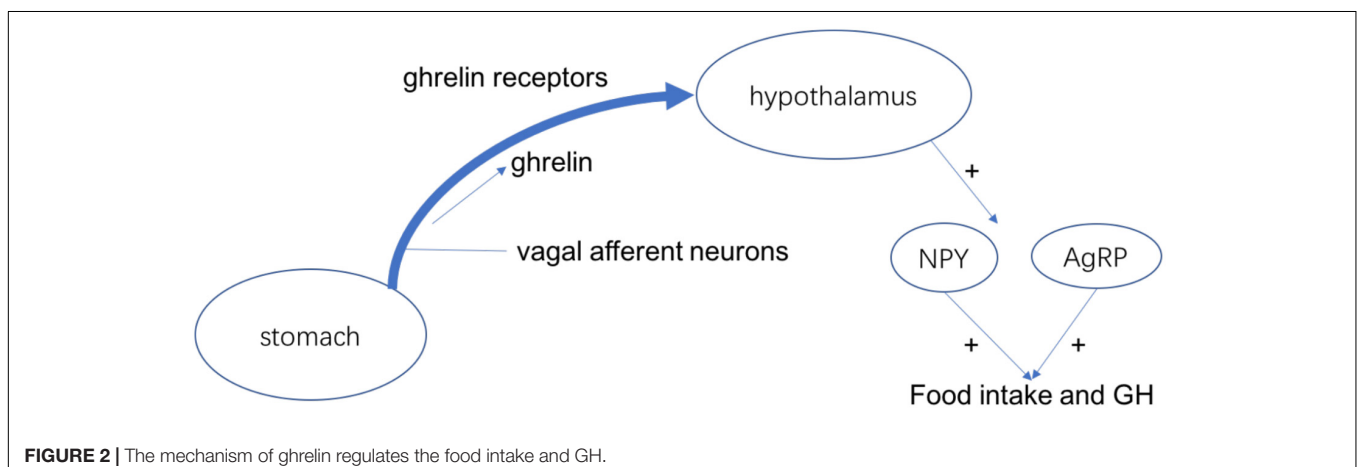 ghrelin receptors
hypothalamus
ghrelin
+
vagal afferent neurons
NPY
AgRP
stomach
+
+
Food intake and GH
FIGURE 2 | The mechanism of ghrelin regulates the food intake and GH.